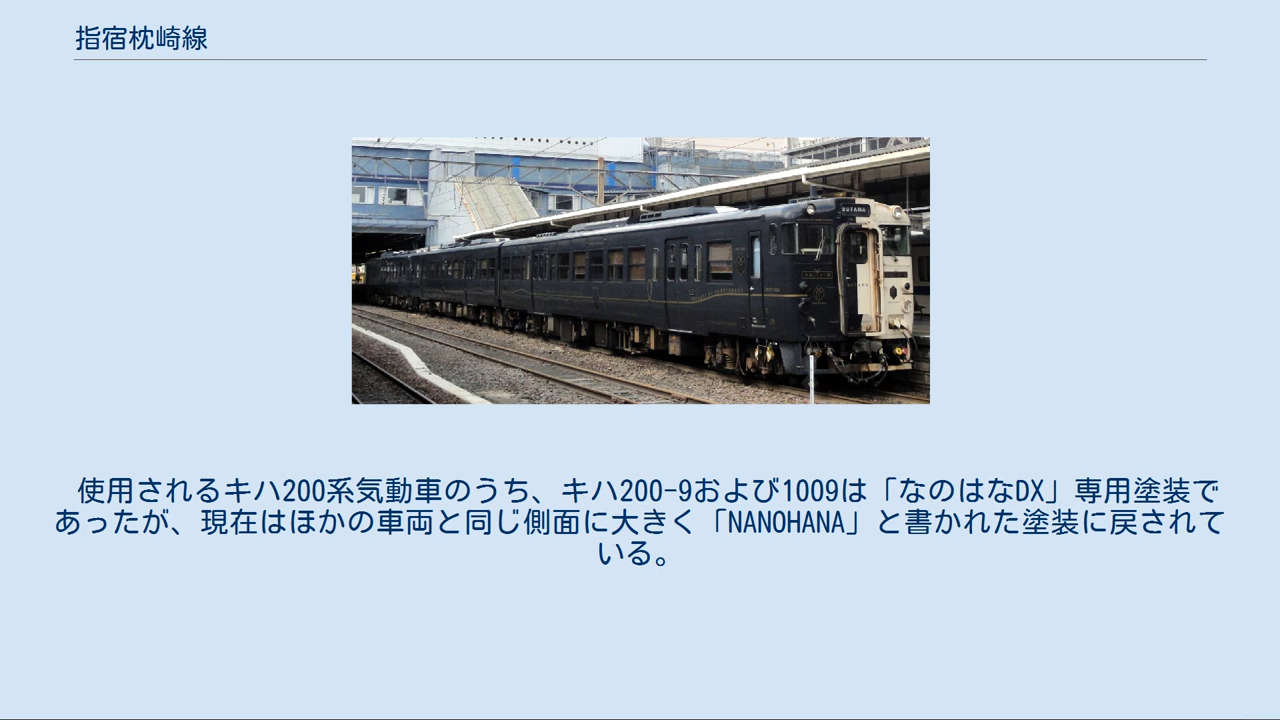 指宿枕崎線
使用されるキハ200系気動車のうち、キハ200-9および1009は「なのはなDX」専用塗装で
あったが、現在はほかの車両と同じ側面に大きく「NANOHANA」と書かれた塗装に戻されて
いる。